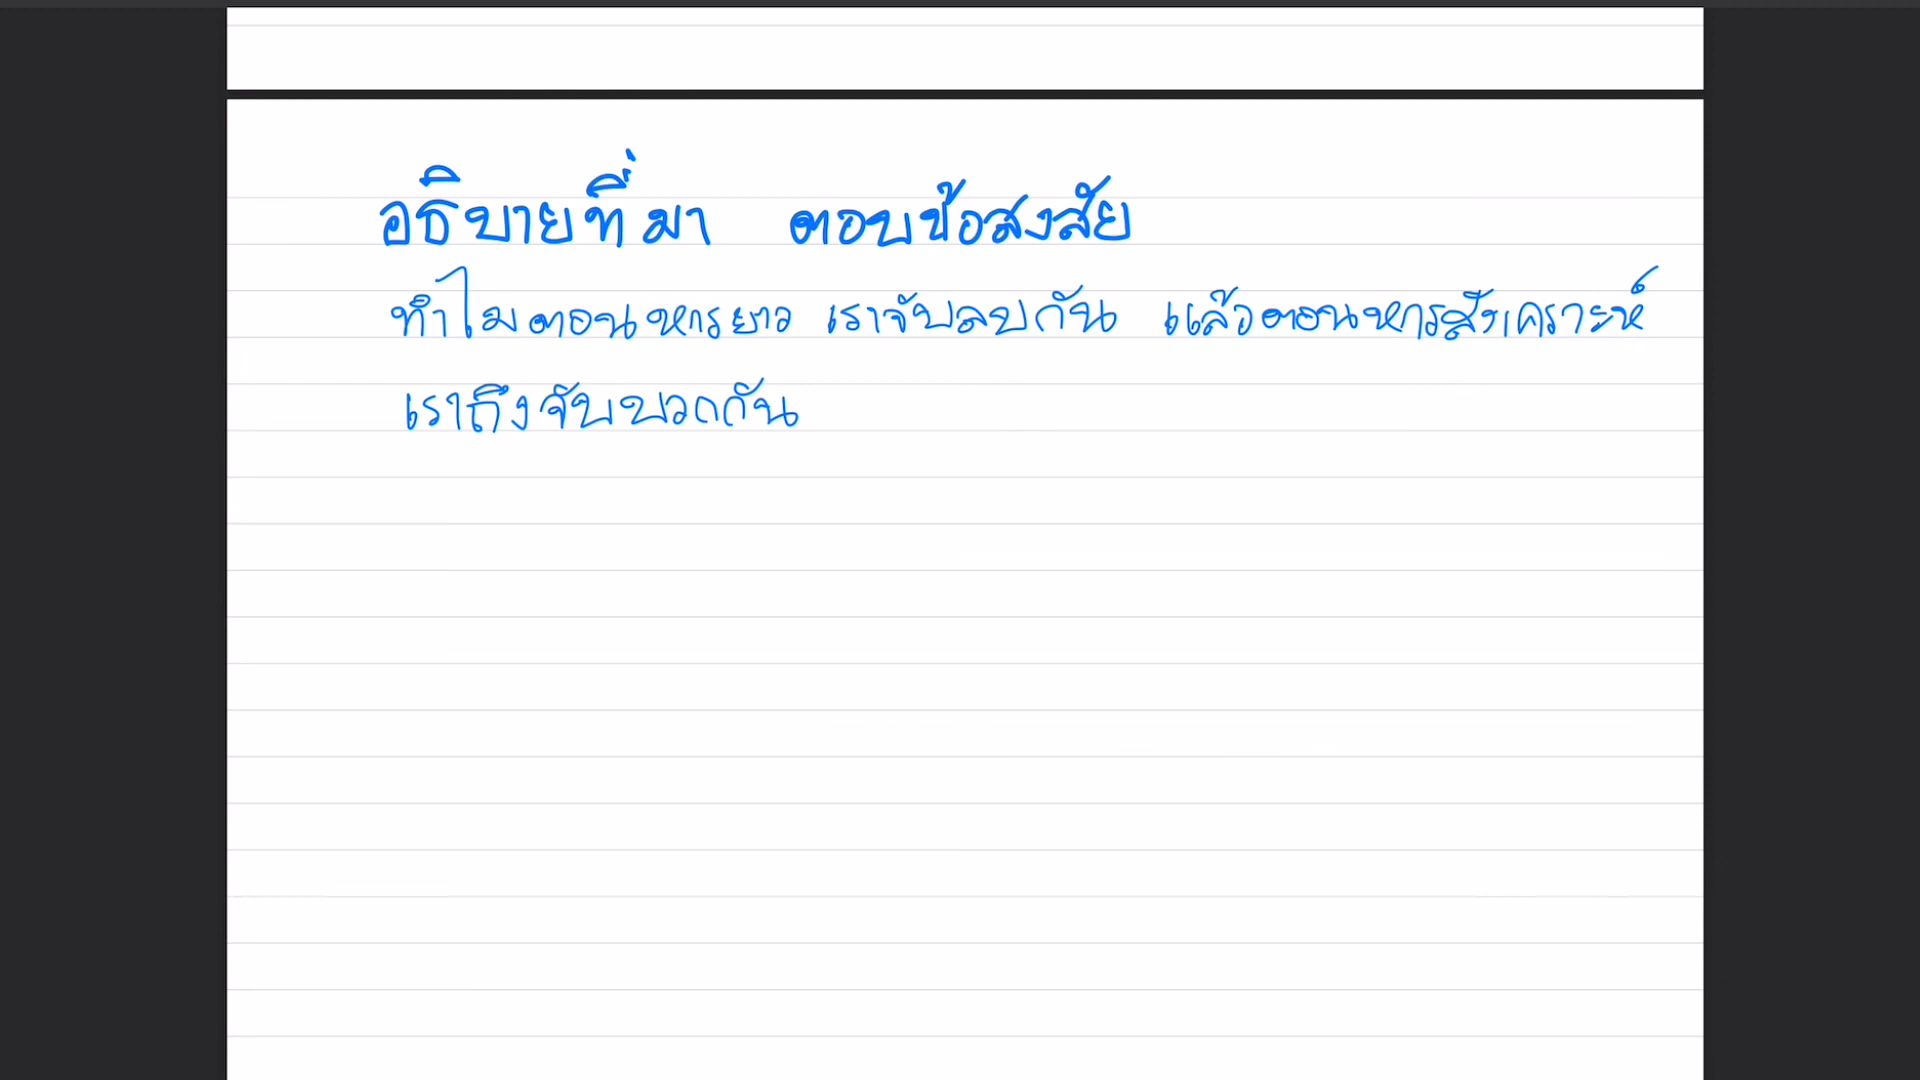 อธิบายที่มา ตอบข้อสงสัย
ทำไมตอนหารยาว เราจับลบกัน แล้วตอนหารสังเคราะห์
เราถึงจับบวกกัน